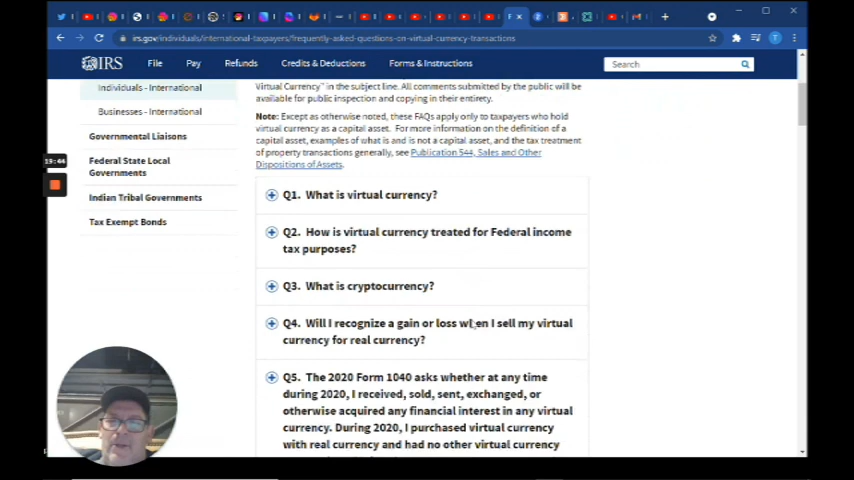 F
irs.gov/individuals/international-taxpayers/frequently-asked-questions-on-virtual-currency-transactions
T
IRS
File
Pay
Refunds
Credits & Deductions
Forms & Instructions
Search
Individuals - International
Businesses - International
Governmental Liaisons
Federal State Local
Governments
Indian Tribal Governments
Tax Exempt Bonds
19:44
Virtual Currency" in the subject line. All comments submitted by the public will be
available for public inspection and copying in their entirety.
Note: Except as otherwise noted, these FAQs apply only to taxpayers who hold
virtual currency as a capital asset. For more information on the definition of a
capital asset, examples of what is and is not a capital asset, and the tax treatment
of property transactions generally, see Publication 544, Sales and Other
Dispositions of Assets.
Q1. What is virtual currency?
Q2. How is virtual currency treated for Federal income
tax purposes?
Q3. What is cryptocurrency?
Q4. Will I recognize a gain or loss when I sell my virtual
currency for real currency?
Q5. The 2020 Form 1040 asks whether at any time
during 2020, I received, sold, sent, exchanged, or
otherwise acquired any financial interest in any virtual
currency. During 2020, I purchased virtual currency
with real currency and had no other virtual currency